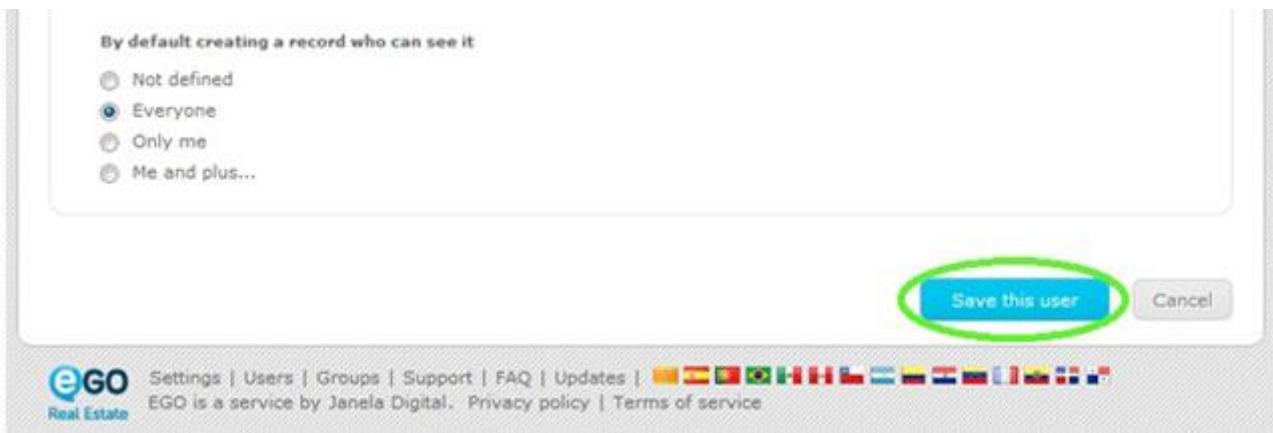 By default creating a record who can see it
Not defined
Everyone
Only me
Me and plus...
Save this user Cancel
eGO Settings | Users | Groups | Support | FAQ | Updates |
Real Estate EGO is a service by Janela Digital. Privacy policy | Terms of service